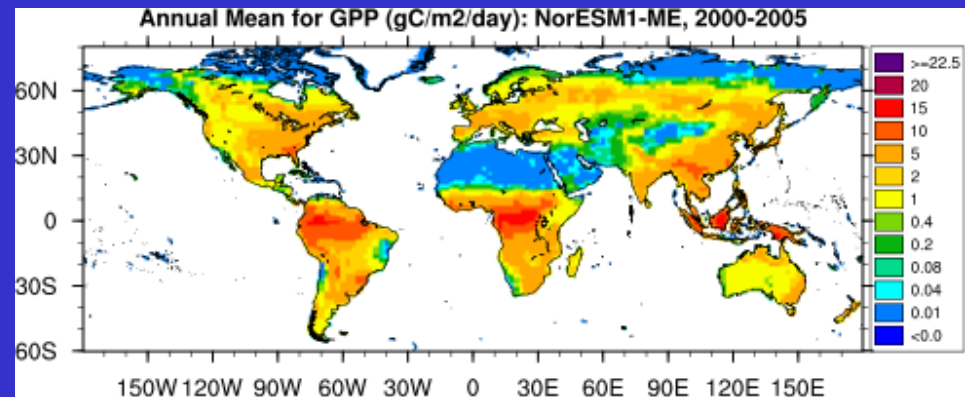 Annual Mean for GPP (gC/m2/day): NorESM1-ME, 2000-2005
60N
30N
0
30S
60S
150W 120W 90W 60W 30W 0 30E 60E 90E 120E 150E
>=22.5
20
15
10
5
2
1
0.4
0.2
0.08
0.04
0.01
<0.0